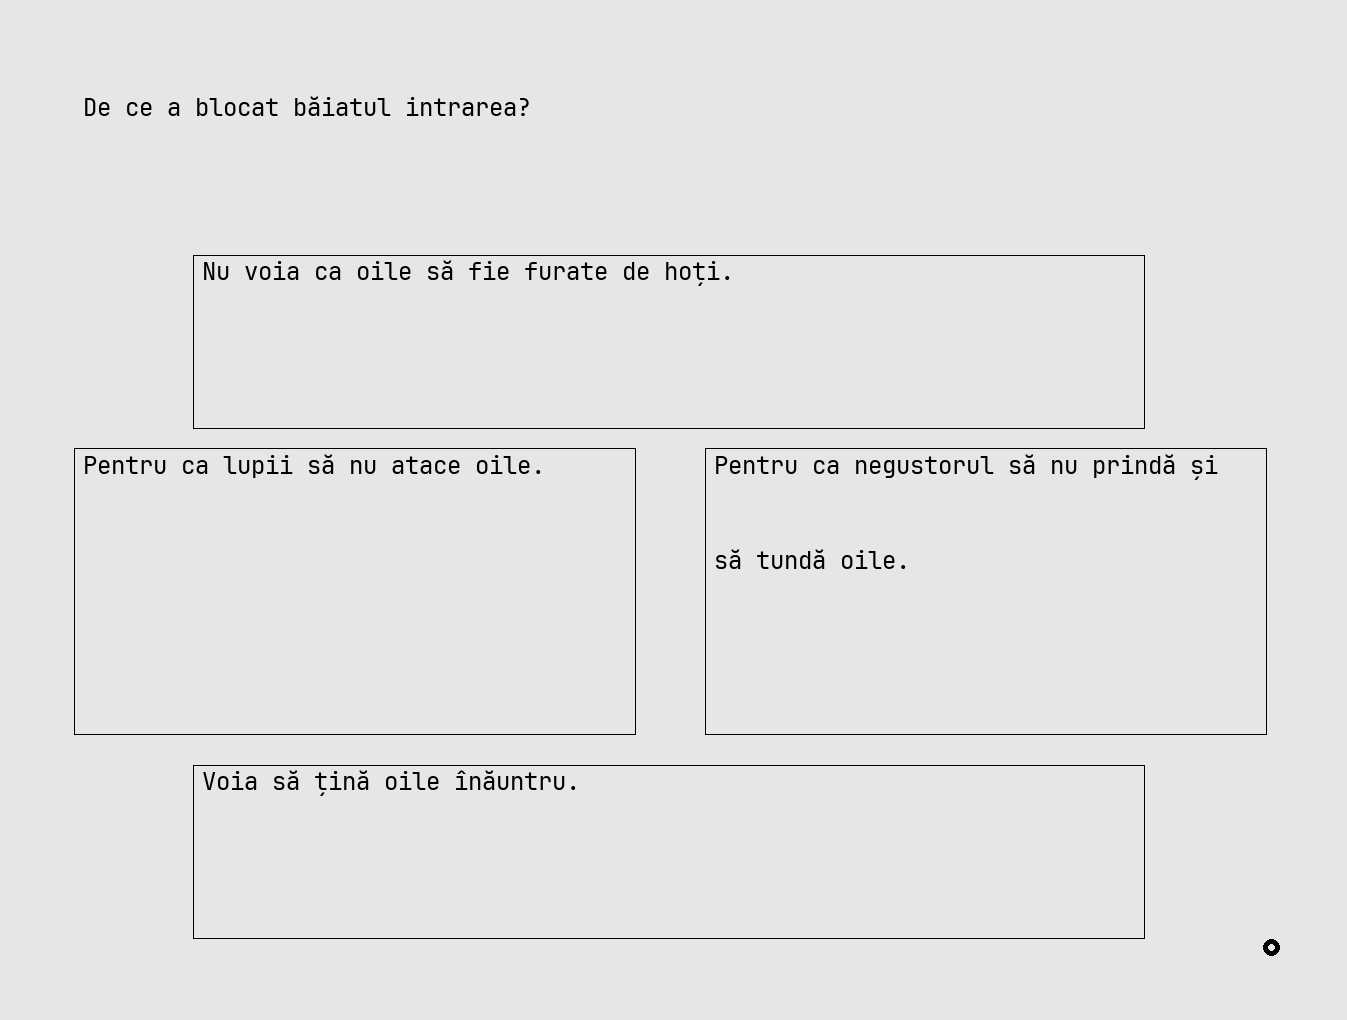 De ce a blocat băiatul intrarea?
Nu voia ca oile să fie furate de hoți.
Pentru ca lupii să nu atace oile.
Pentru ca negustorul să nu prindă și
să tundă oile.
Voia să țină oile înăuntru.